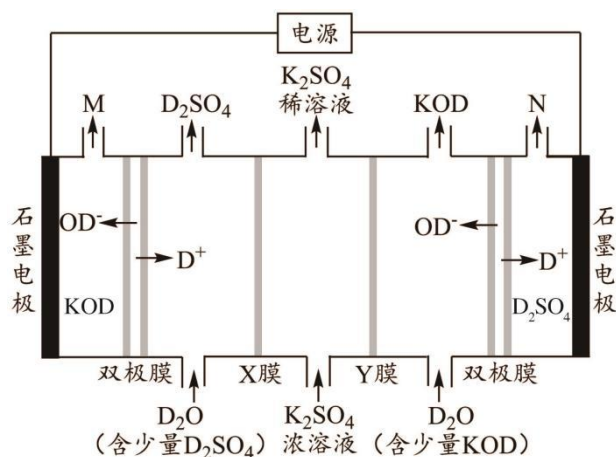 电源
M
D₂SO₄
K₂SO₄
稀溶液
KOD
N
石墨电极
OD⁻
D⁺
KOD
OD⁻
D⁺
D₂SO₄
石墨电极
双极膜
X膜
Y膜
双极膜
D₂O
（含少量D₂SO₄）
K₂SO₄
浓溶液
D₂O
（含少量KOD）